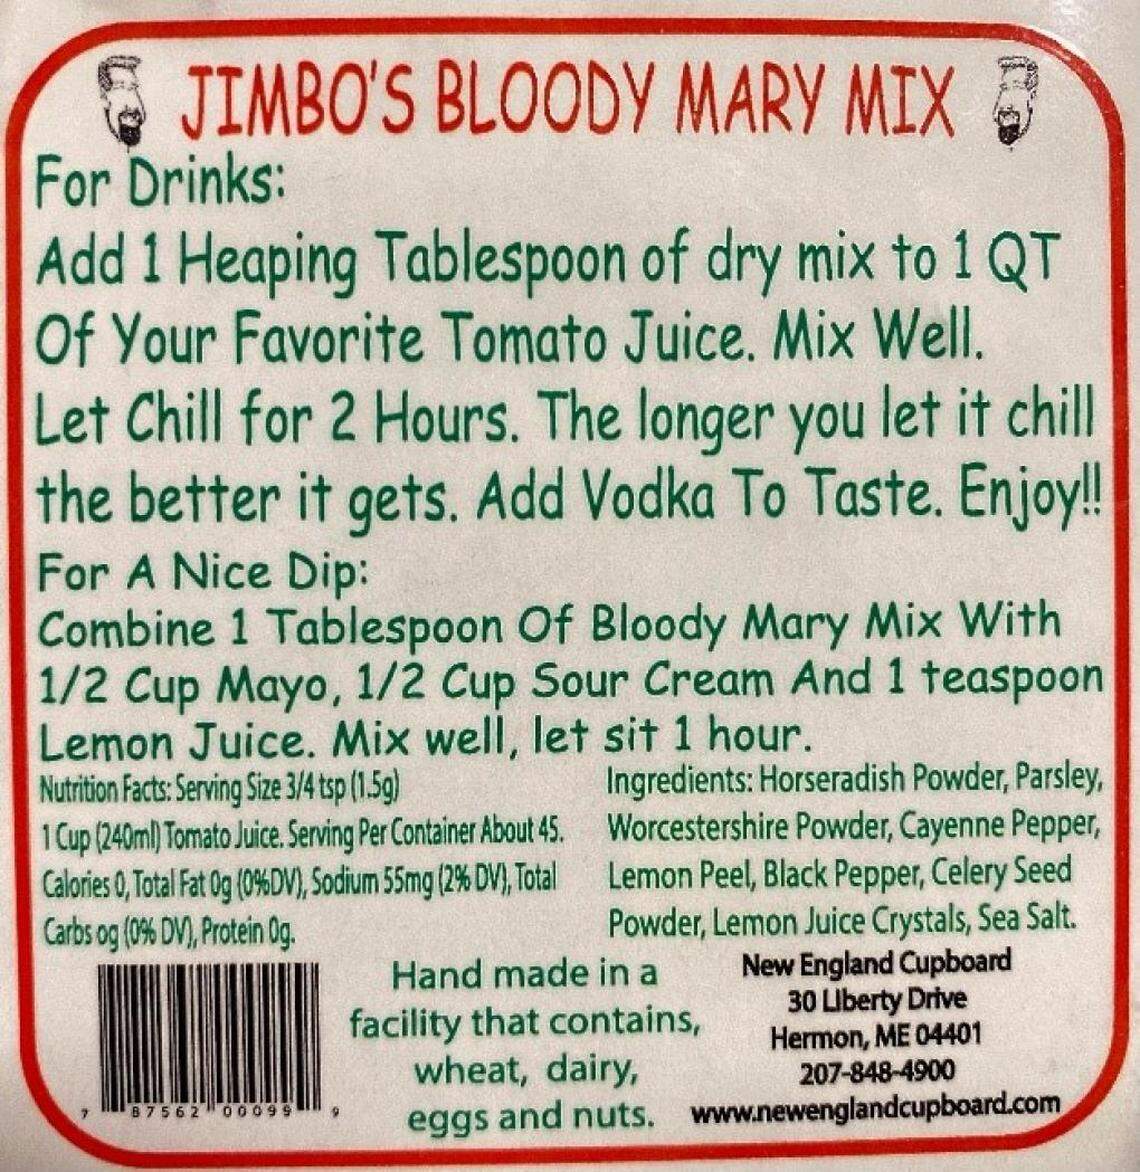 JIMBO'S BLOODY MARY MIX
For Drinks:
Add 1 Heaping Tablespoon of dry mix to 1 QT
Of Your Favorite Tomato Juice. Mix Well.
Let Chill for 2 Hours. The longer you let it chill
the better it gets. Add Vodka To Taste. Enjoy!!
For A Nice Dip:
Combine 1 Tablespoon Of Bloody Mary Mix With
1/2 Cup Mayo, 1/2 Cup Sour Cream And 1 teaspoon
Lemon Juice. Mix well, let sit 1 hour.
Nutrition Facts: Serving Size 3/4 tsp (1.5g)
1 Cup (240ml) Tomato Juice. Serving Per Container About 45.
Calories 0, Total Fat 0g (0%DV), Sodium 55mg (2% DV), Total
Carbs og (0% DV), Protein 0g.
Ingredients: Horseradish Powder, Parsley,
Worcestershire Powder, Cayenne Pepper,
Lemon Peel, Black Pepper, Celery Seed
Powder, Lemon Juice Crystals, Sea Salt.
7 87562 00099 9
Hand made in a
facility that contains,
wheat, dairy,
eggs and nuts.
New England Cupboard
30 LIberty Drive
Hermon, ME 04401
207-848-4900
www.newenglandcupboard.com